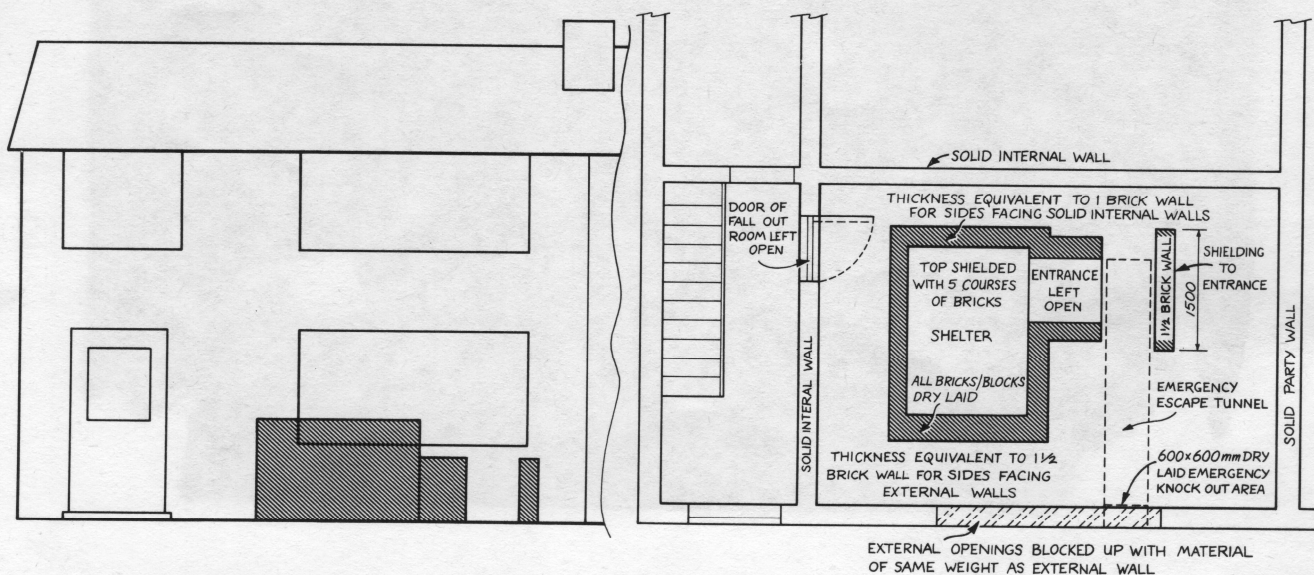 SOLID INTERNAL WALL
THICKNESS EQUIVALENT TO 1 BRICK WALL
FOR SIDES FACING SOLID INTERNAL WALLS
DOOR OF
FALL OUT
ROOM LEFT
OPEN
TOP SHIELDED
WITH 5 COURSES
OF BRICKS
SHELTER
ENTRANCE
LEFT
OPEN
1½ BRICK WALL
1500
SHIELDING
TO
ENTRANCE
SOLID INTERAL WALL
ALL BRICKS/BLOCKS
DRY LAID
EMERGENCY
ESCAPE TUNNEL
SOLID PARTY WALL
THICKNESS EQUIVALENT TO 1½
BRICK WALL FOR SIDES FACING
EXTERNAL WALLS
600×600mm DRY
LAID EMERGENCY
KNOCK OUT AREA
EXTERNAL OPENINGS BLOCKED UP WITH MATERIAL
OF SAME WEIGHT AS EXTERNAL WALL